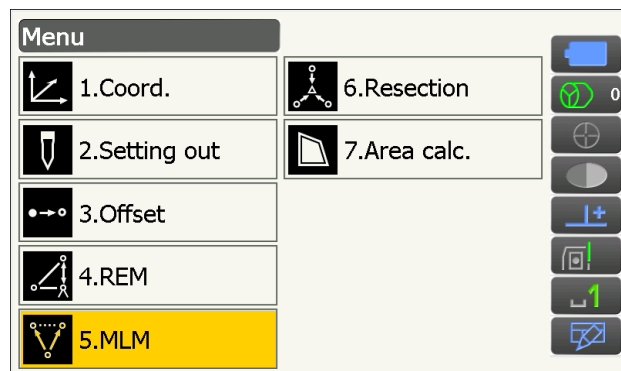 Menu
1.Coord.
2.Setting out
3.Offset
4.REM
5.MLM
6.Resection
7.Area calc.
0
1